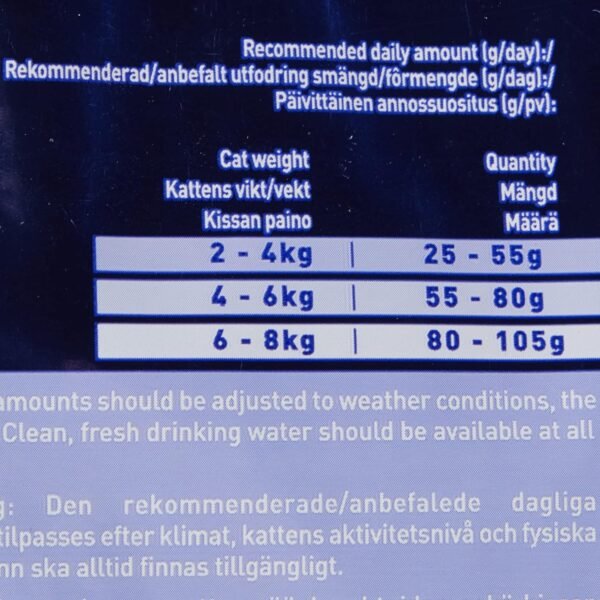 Recommended daily amount (g/day):/
Rekommenderad/anbefalt utfodring smängd/fôrmengde (g/dag):/
Päivittäinen annossuositus (g/pv):
Cat weight Quantity
Kattens vikt/vekt Mängd
Kissan paino Määrä
2 - 4kg | 25 - 55g
4 - 6kg | 55 - 80g
6 - 8kg | 80 - 105g
amounts should be adjusted to weather conditions, the
Clean, fresh drinking water should be available at all
g: Den rekommenderade/anbefalede dagliga
tilpasses efter klimat, kattens aktivitetsnivå och fysiska
nn ska alltid finnas tillgängligt.